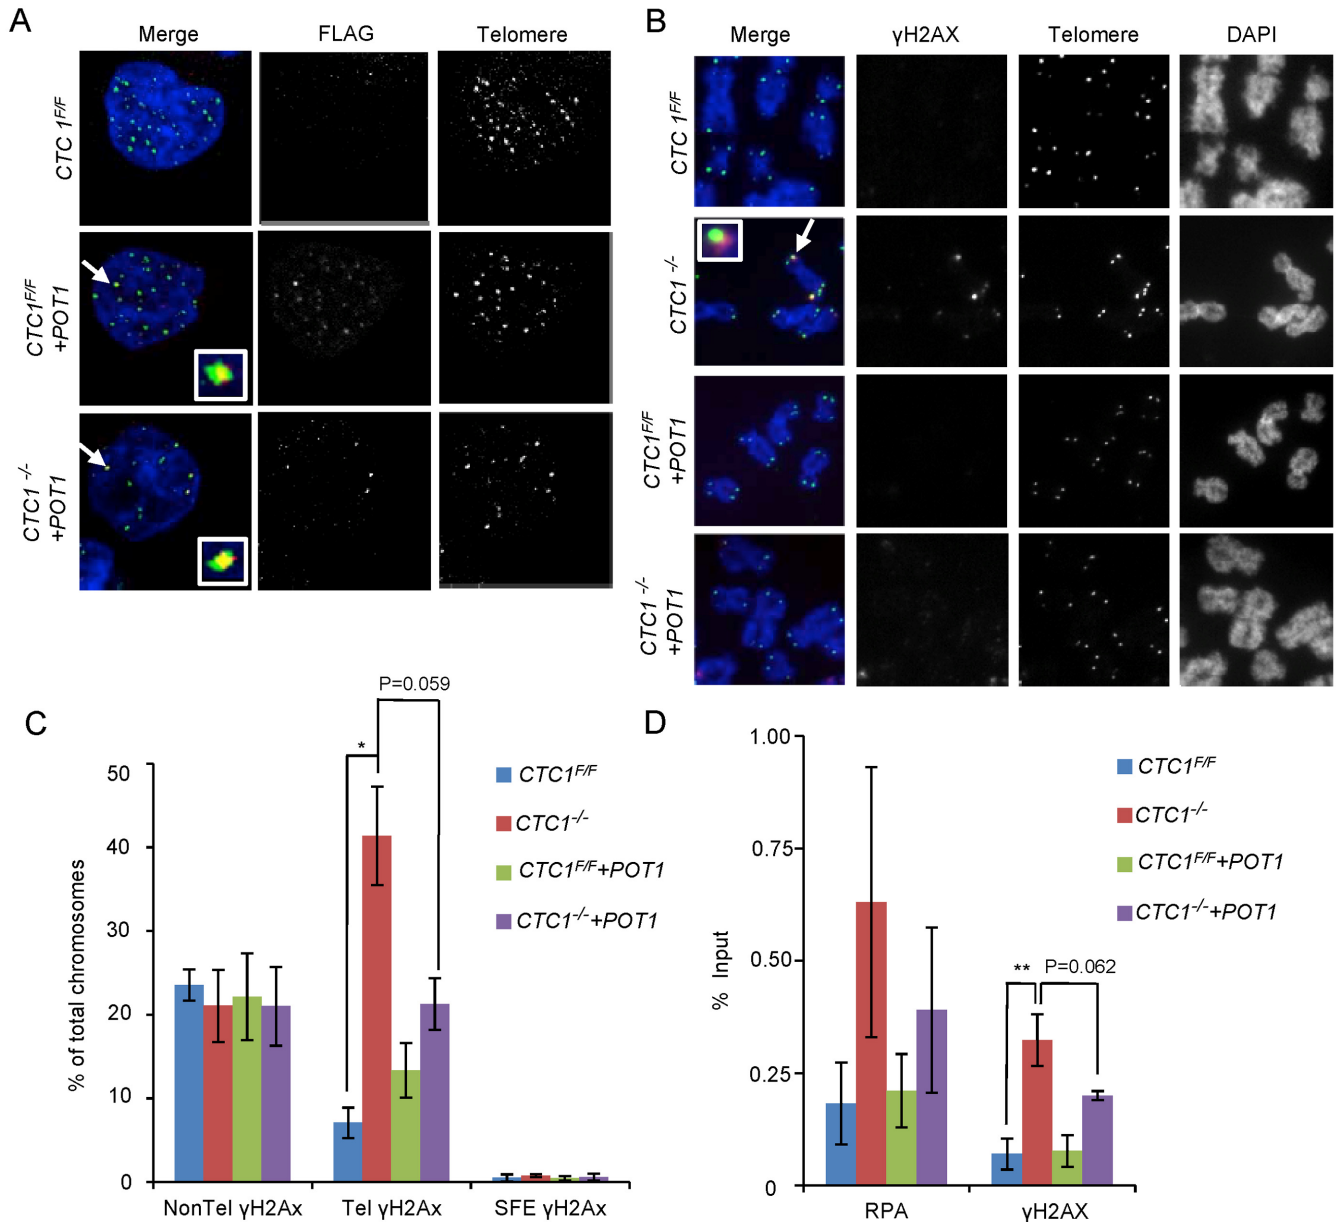 A
Merge
FLAG
Telomere
CTC 1F/F
CTC1F/F
+POT1
CTC1 -/-
+POT1
B
Merge
γH2AX
Telomere
DAPI
CTC 1F/F
CTC1 -/-
CTC1F/F
+POT1
CTC1 -/-
+POT1
C
P=0.059
*
50
40
30
20
10
0
% of total chromosomes
CTC1F/F
CTC1-/-
CTC1F/F+POT1
CTC1-/-+POT1
NonTel γH2Ax
Tel γH2Ax
SFE γH2Ax
D
1.00
0.75
0.50
0.25
0
% Input
CTC1F/F
CTC1-/-
CTC1F/F+POT1
CTC1-/-+POT1
**
P=0.062
RPA
γH2AX